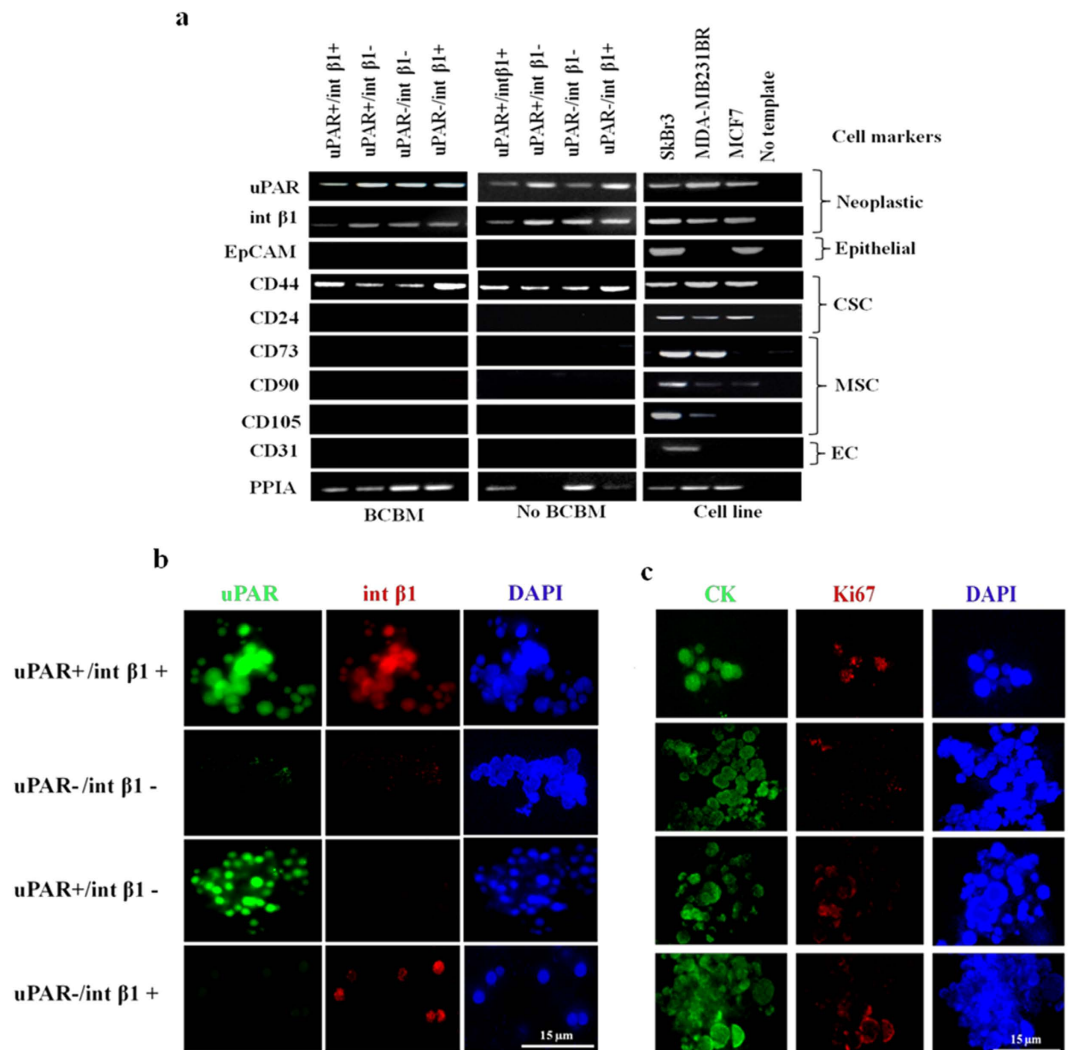 a
uPAR+/int β1+
uPAR+/int β1-
uPAR-/int β1-
uPAR-/int β1+
uPAR+/intβ1+
uPAR+/int β1-
uPAR-/int β1-
uPAR-/int β1+
SkBr3
MDA-MB231BR
MCF7
No template
Cell markers
uPAR
int β1
Neoplastic
EpCAM
Epithelial
CD44
CD24
CSC
CD73
CD90
CD105
MSC
CD31
EC
PPIA
BCBM
No BCBM
Cell line
b
uPAR
int β1
DAPI
uPAR+/int β1 +
uPAR-/int β1 -
uPAR+/int β1 -
uPAR-/int β1 +
15 μm
c
CK
Ki67
DAPI
15 μm